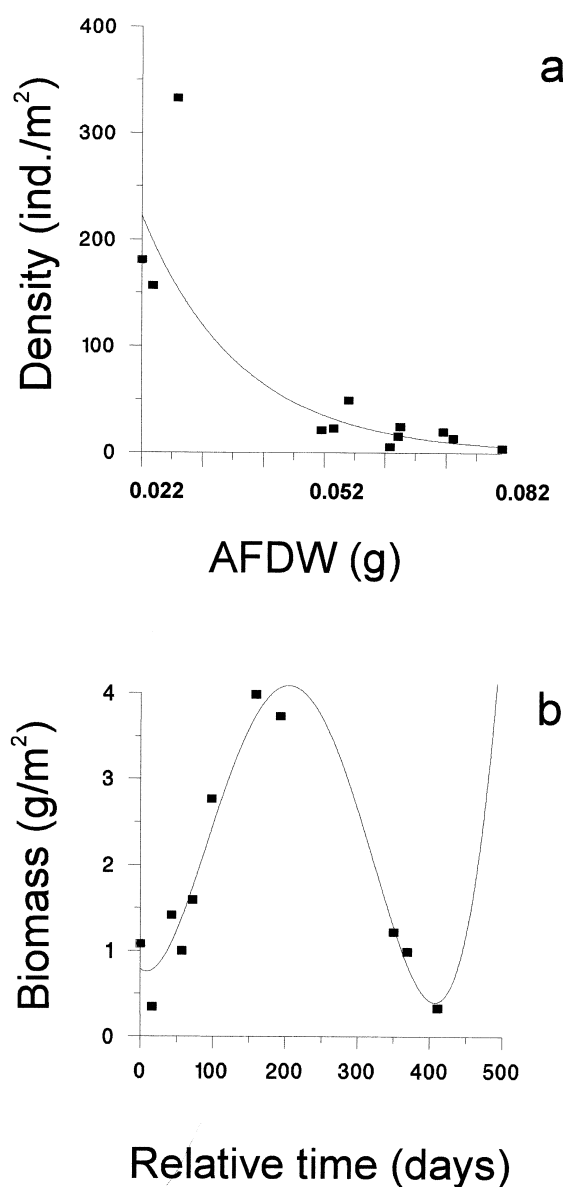 a
400
300
200
100
0
Density (ind./m²)
0.022 0.052 0.082
AFDW (g)
b
4
3
2
1
0
Biomass (g/m²)
0 100 200 300 400 500
Relative time (days)